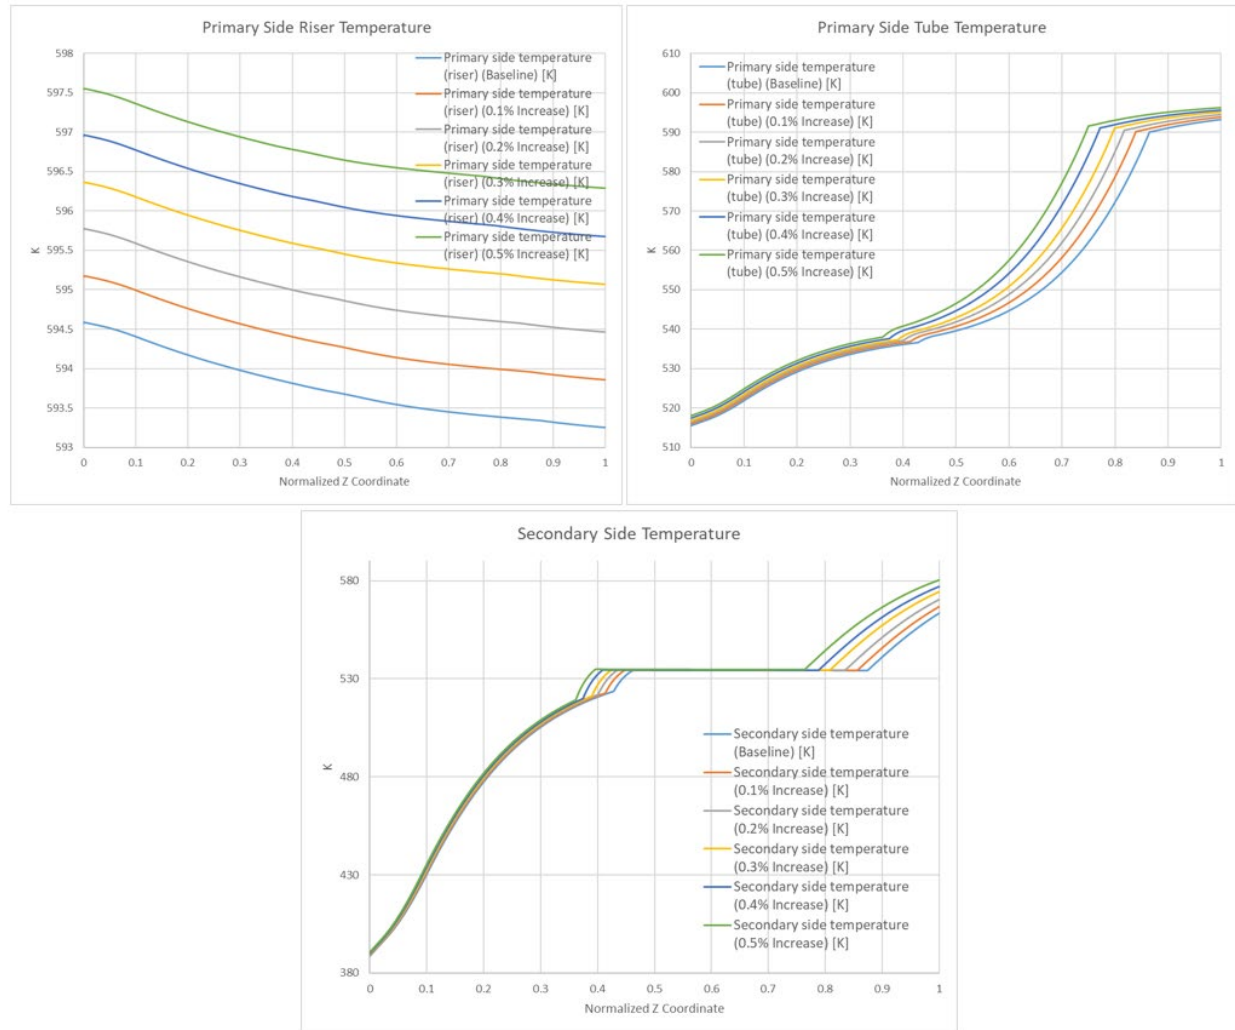 Primary Side Riser Temperature
598
597.5
597
596.5
596
595.5
595
594.5
594
593.5
593
K
0 0.1 0.2 0.3 0.4 0.5 0.6 0.7 0.8 0.9 1
Normalized Z Coordinate
Primary side temperature
(riser) (Baseline) [K]
Primary side temperature
(riser) (0.1% Increase) [K]
Primary side temperature
(riser) (0.2% Increase) [K]
Primary side temperature
(riser) (0.3% Increase) [K]
Primary side temperature
(riser) (0.4% Increase) [K]
Primary side temperature
(riser) (0.5% Increase) [K]
Primary Side Tube Temperature
610
600
590
580
570
560
550
540
530
520
510
K
0 0.1 0.2 0.3 0.4 0.5 0.6 0.7 0.8 0.9 1
Normalized Z Coordinate
Primary side temperature
(tube) (Baseline) [K]
Primary side temperature
(tube) (0.1% Increase) [K]
Primary side temperature
(tube) (0.2% Increase) [K]
Primary side temperature
(tube) (0.3% Increase) [K]
Primary side temperature
(tube) (0.4% Increase) [K]
Primary side temperature
(tube) (0.5% Increase) [K]
Secondary Side Temperature
580
530
480
430
380
K
0 0.1 0.2 0.3 0.4 0.5 0.6 0.7 0.8 0.9 1
Normalized Z Coordinate
Secondary side temperature
(Baseline) [K]
Secondary side temperature
(0.1% Increase) [K]
Secondary side temperature
(0.2% Increase) [K]
Secondary side temperature
(0.3% Increase) [K]
Secondary side temperature
(0.4% Increase) [K]
Secondary side temperature
(0.5% Increase) [K]